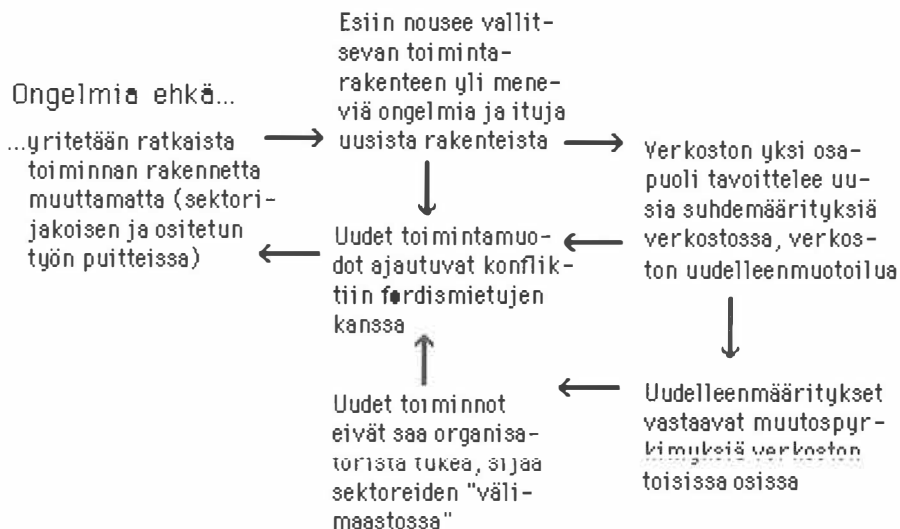 Ongelmia ehkä...
...yritetään ratkaista
toiminnan rakennetta
muuttamatta (sektori-
jakoisen ja ositetun
työn puitteissa)
Esiin nousee vallit-
sevan toiminta-
rakenteen yli mene-
viä ongelmia ja ituja
uusista rakenteista
Verkoston yksi osa-
puoli tavoittelee uu-
sia suhdemäärityksiä
verkostossa, verkos-
ton uudelleenmuotoilua
Uudet toimintamuo-
dot ajautuvat konflik-
tiin fordismietujen
kanssa
Uudelleenmääritykset
vastaavat muutospyr-
kimyksiä verkoston
toisissa osissa
Uudet toiminnot
eivät saa organisa-
torista tukea, sijaa
sektoreiden "väli-
maastossa"